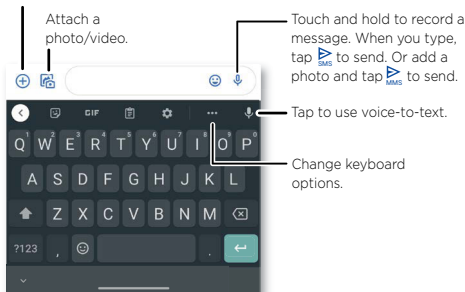 Attach a
photo/video.
Touch and hold to record a
message. When you type,
tap SMS to send. Or add a
photo and tap MMS to send.
GIF
Tap to use voice-to-text.
1 2 3 4 5 6 7 8 9 0
Q W E R T Y U I O P
Change keyboard
options.
A S D F G H J K L
Z X C V B N M
?123 , .